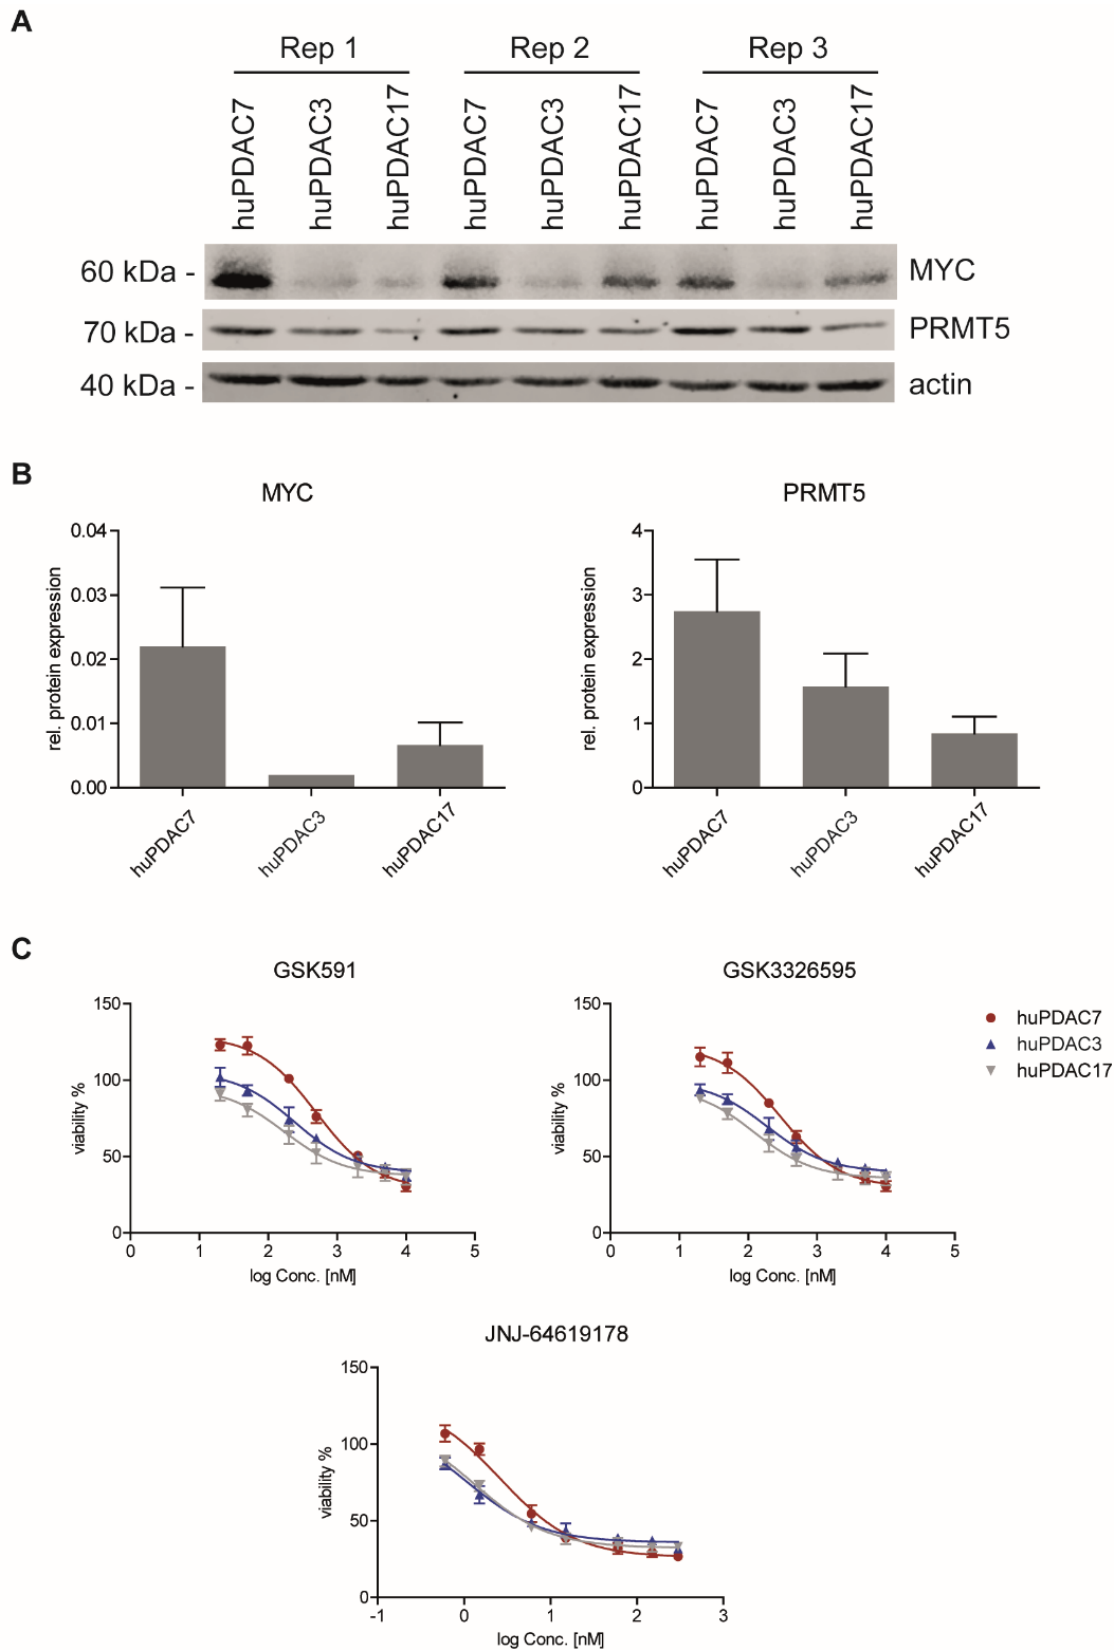 A
Rep 1 Rep 2 Rep 3
huPDAC7 huPDAC3 huPDAC17 huPDAC7 huPDAC3 huPDAC17 huPDAC7 huPDAC3 huPDAC17
60 kDa - MYC
70 kDa - PRMT5
40 kDa - actin
B
MYC
rel. protein expression
0.04
0.03
0.02
0.01
0.00
huPDAC7 huPDAC3 huPDAC17
PRMT5
rel. protein expression
4
3
2
1
0
huPDAC7 huPDAC3 huPDAC17
C
GSK591
viability %
150
100
50
0
0 1 2 3 4 5
log Conc. [nM]
GSK3326595
viability %
150
100
50
0
0 1 2 3 4 5
log Conc. [nM]
huPDAC7
huPDAC3
huPDAC17
JNJ-64619178
viability %
150
100
50
0
-1 0 1 2 3
log Conc. [nM]